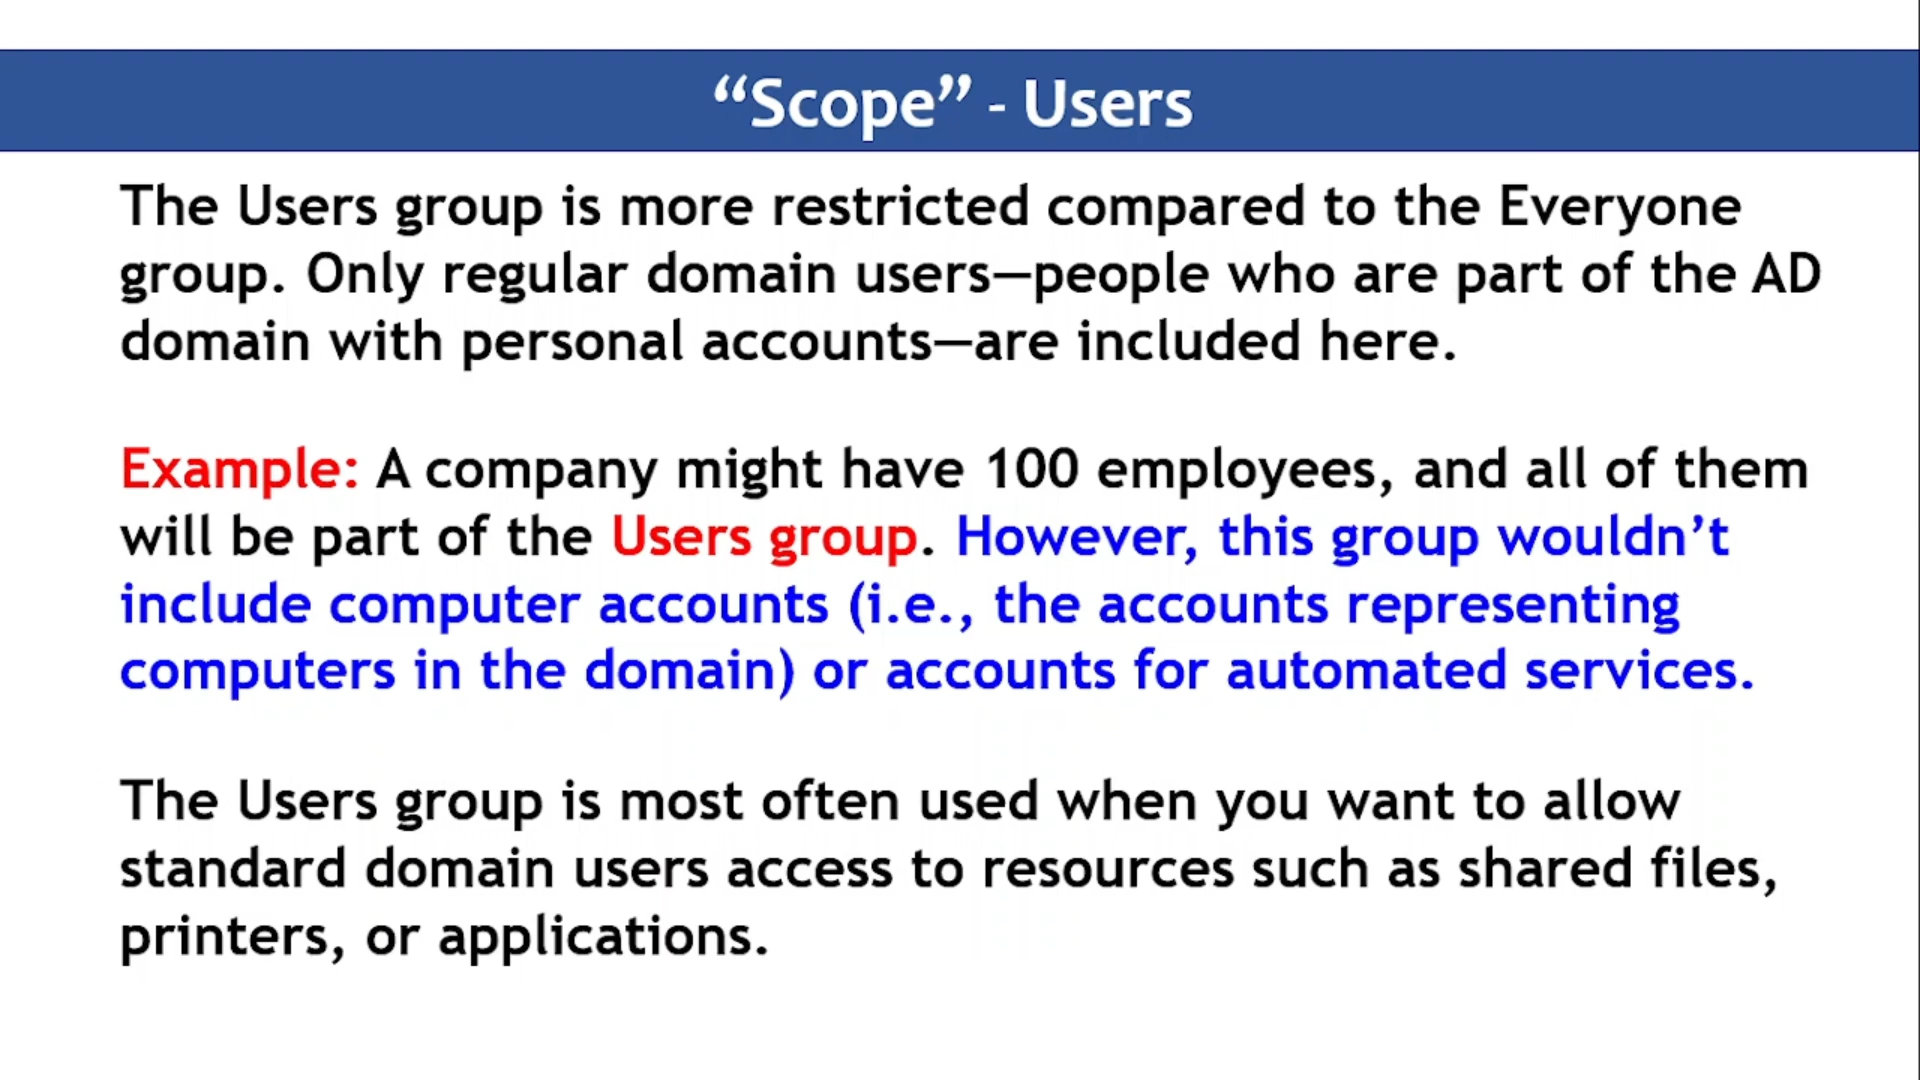 “Scope” - Users
The Users group is more restricted compared to the Everyone
group. Only regular domain users—people who are part of the AD
domain with personal accounts—are included here.
Example: A company might have 100 employees, and all of them
will be part of the Users group. However, this group wouldn’t
include computer accounts (i.e., the accounts representing
computers in the domain) or accounts for automated services.
The Users group is most often used when you want to allow
standard domain users access to resources such as shared files,
printers, or applications.